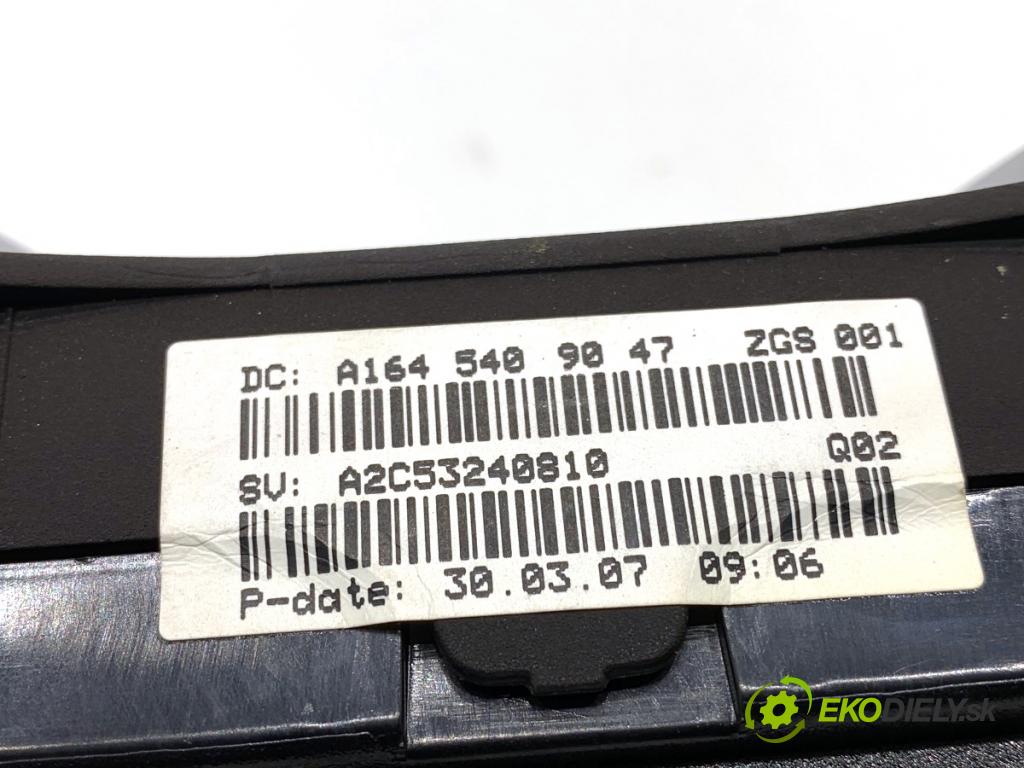 DC: A164 540 90 47 ZGS 001
SV: A2C53240810 Q02
P-date: 30.03.07 09:06
EKODIELY.sk